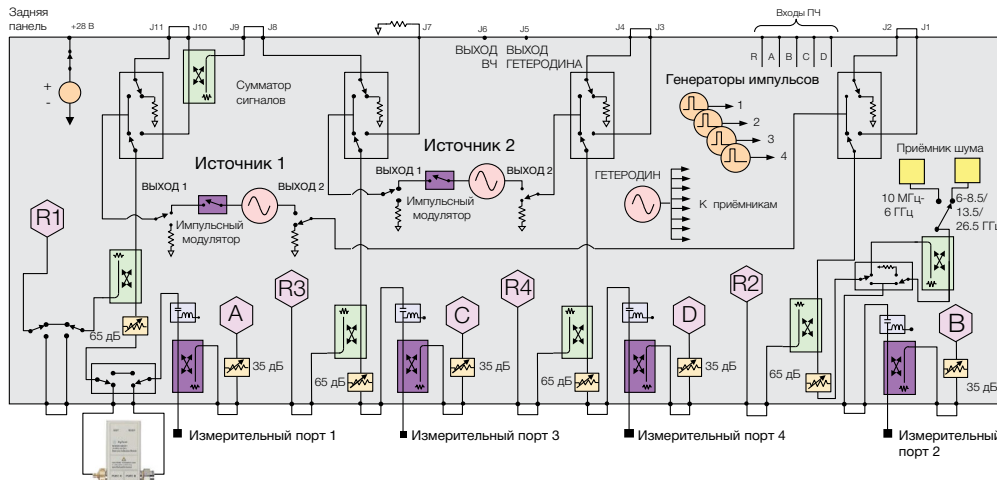 Задняя
панель
+28 В
J11
J10
J9
J8
J7
J6
J5
J4
J3
Входы ПЧ
J2
J1
R
A
B
C
D
ВЫХОД
ВЧ
ВЫХОД
ГЕТЕРОДИНА
+
-
Сумматор
сигналов
Генераторы импульсов
1
2
3
4
Источник 1
Источник 2
ВЫХОД 1
ВЫХОД 2
Импульсный
модулятор
ВЫХОД 1
ВЫХОД 2
Импульсный
модулятор
ГЕТЕРОДИН
К приёмникам
Приёмник шума
10 МГц-
6 ГГц
6-8.5/
13.5/
26.5 ГГц
R1
R3
R4
R2
A
C
D
B
65 дБ
35 дБ
65 дБ
35 дБ
65 дБ
35 дБ
65 дБ
35 дБ
Измерительный порт 1
Измерительный порт 3
Измерительный порт 4
Измерительный
порт 2